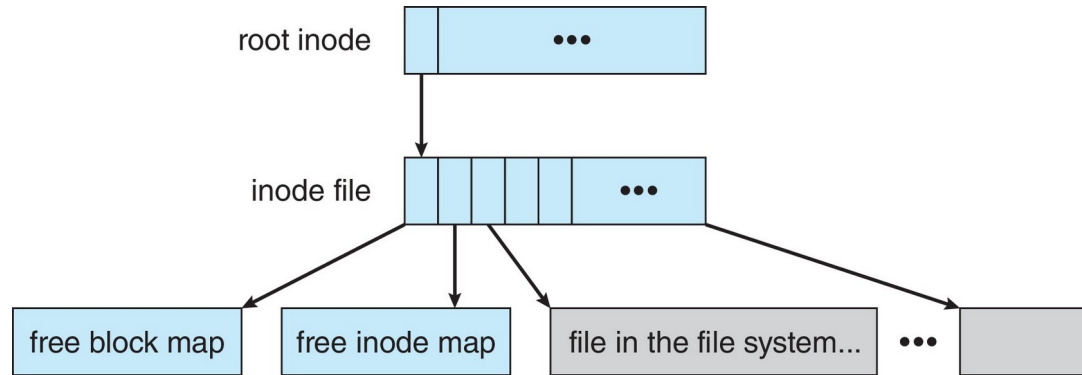 root inode
•••
inode file
•••
free block map
free inode map
file in the file system...
•••